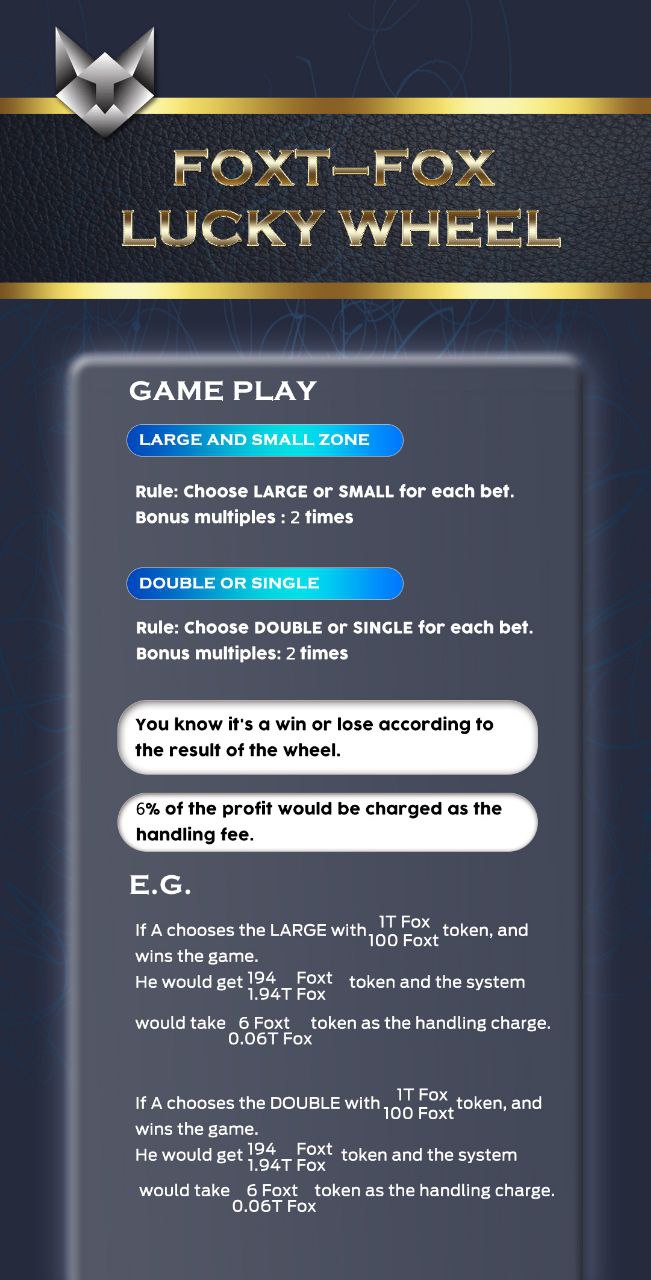 FOXT–FOX
LUCKY WHEEL
GAME PLAY
LARGE AND SMALL ZONE
Rule: Choose LARGE or SMALL for each bet.
Bonus multiples : 2 times
DOUBLE OR SINGLE
Rule: Choose DOUBLE or SINGLE for each bet.
Bonus multiples: 2 times
You know it's a win or lose according to
the result of the wheel.
6% of the profit would be charged as the
handling fee.
E.G.
If A chooses the LARGE with 1T Fox 100 Foxt token, and
wins the game.
He would get 194 Foxt 1.94T Fox token and the system
would take 6 Foxt 0.06T Fox token as the handling charge.
If A chooses the DOUBLE with 1T Fox 100 Foxt token, and
wins the game.
He would get 194 Foxt 1.94T Fox token and the system
would take 6 Foxt 0.06T Fox token as the handling charge.